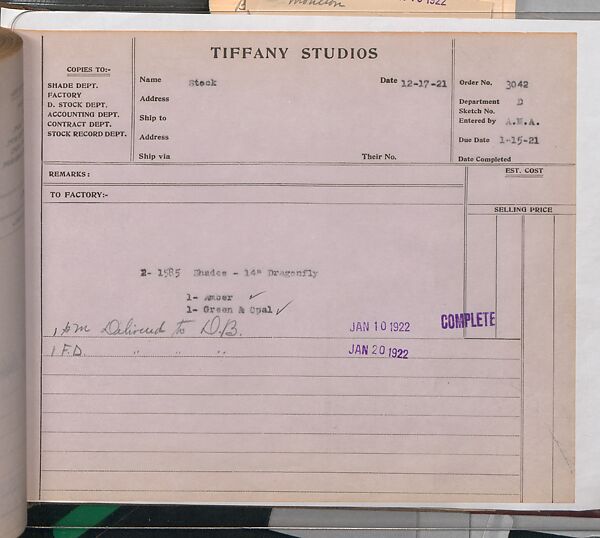 TIFFANY STUDIOS
COPIES TO:-
SHADE DEPT.
FACTORY
D. STOCK DEPT.
ACCOUNTING DEPT.
CONTRACT DEPT.
STOCK RECORD DEPT.
Name Stock
Date 12-17-21
Address
Ship to
Address
Ship via
Their No.
Order No. 3042
Department D
Sketch No.
Entered by A.M.A.
Due Date 1-15-21
Date Completed
REMARKS:
EST. COST
TO FACTORY:-
SELLING PRICE
2- 1585 Shades - 14" Dragonfly
1- Amber ✓
1- Green & Opal ✓
Delivered to D.B. JAN 10 1922 COMPLETE
1 F.D. " " " JAN 20 1922